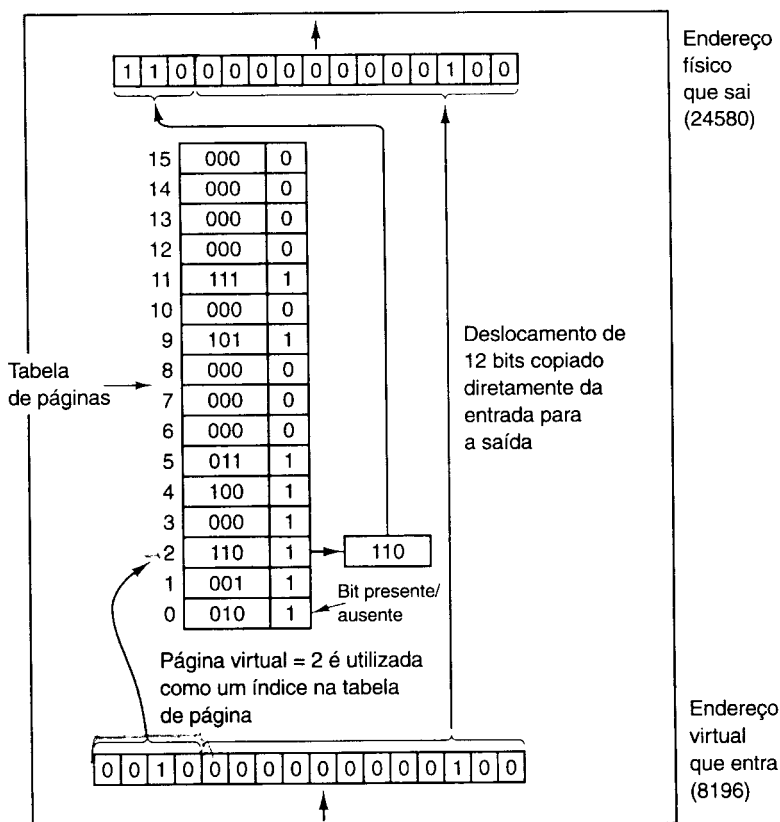 Endereço
físico
que sai
(24580)
1 1 0 0 0 0 0 0 0 0 0 0 1 0 0
15 000 0
14 000 0
13 000 0
12 000 0
11 111 1
10 000 0
9 101 1
8 000 0
7 000 0
6 000 0
5 011 1
4 100 1
3 000 1
2 110 1 110
1 001 1
0 010 1
Tabela
de páginas
Deslocamento de
12 bits copiado
diretamente da
entrada para
a saída
Bit presente/
ausente
Página virtual = 2 é utilizada
como um índice na tabela
de página
Endereço
virtual
que entra
(8196)
0 0 1 0 0 0 0 0 0 0 0 0 0 1 0 0